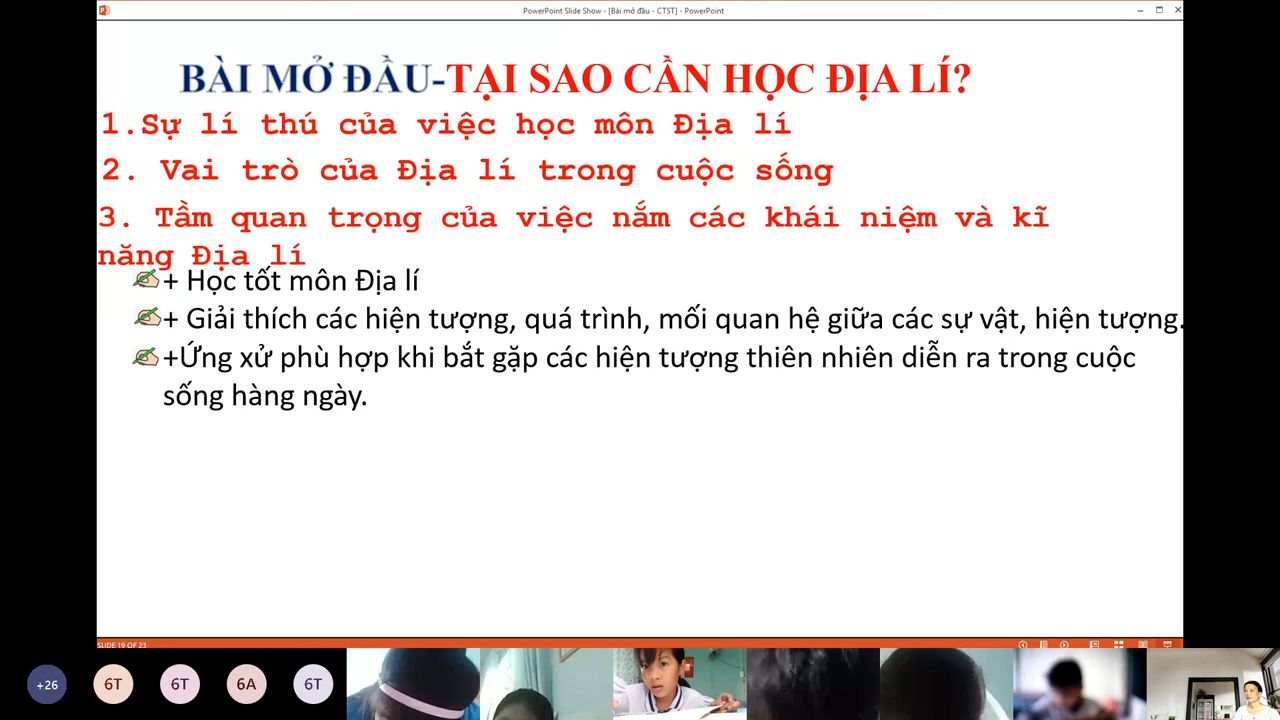 PowerPoint Slide Show - [Bài mở đầu - CTST] - PowerPoint
BÀI MỞ ĐẦU-TẠI SAO CẦN HỌC ĐỊA LÍ?
1.Sự lí thú của việc học môn Địa lí
2. Vai trò của Địa lí trong cuộc sống
3. Tầm quan trọng của việc nắm các khái niệm và kĩ
năng Địa lí
+ Học tốt môn Địa lí
+ Giải thích các hiện tượng, quá trình, mối quan hệ giữa các sự vật, hiện tượng.
+Ứng xử phù hợp khi bắt gặp các hiện tượng thiên nhiên diễn ra trong cuộc
sống hàng ngày.
SLIDE 19 OF 23
+26 6T 6T 6A 6T